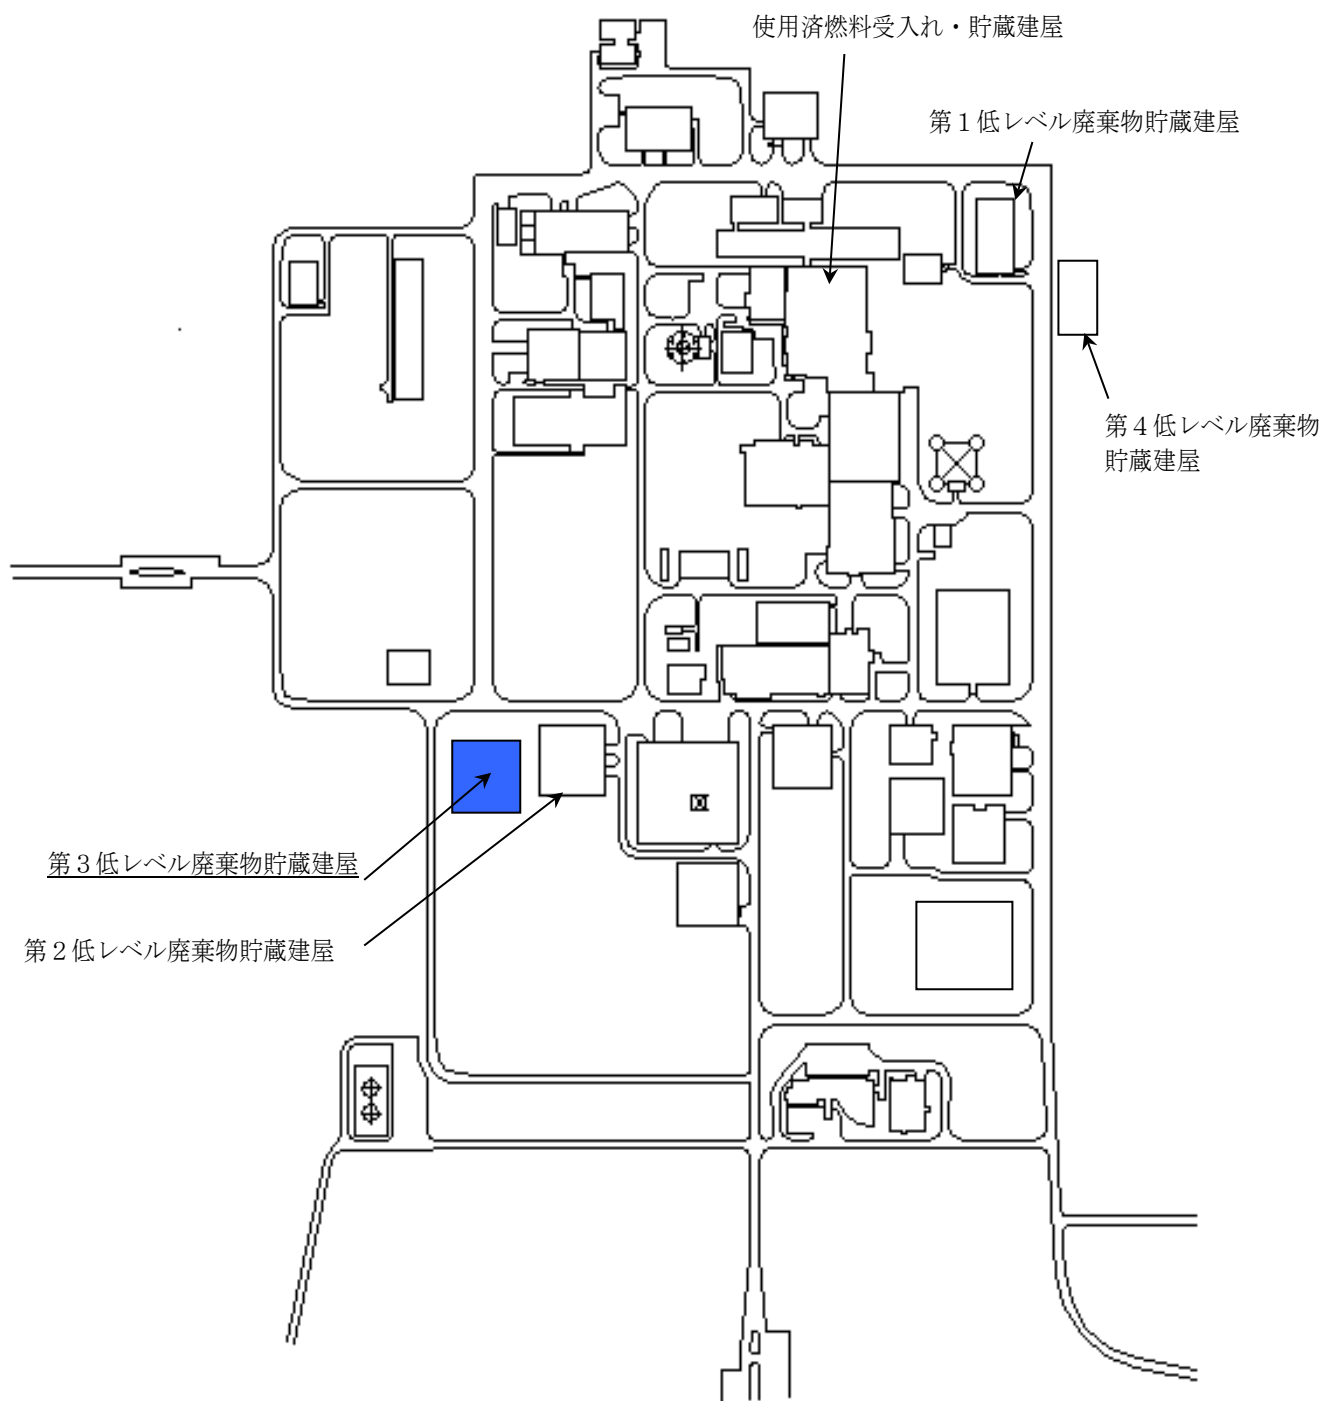 使用済燃料受入れ・貯蔵建屋
第１低レベル廃棄物貯蔵建屋
第４低レベル廃棄物
貯蔵建屋
第３低レベル廃棄物貯蔵建屋
第２低レベル廃棄物貯蔵建屋